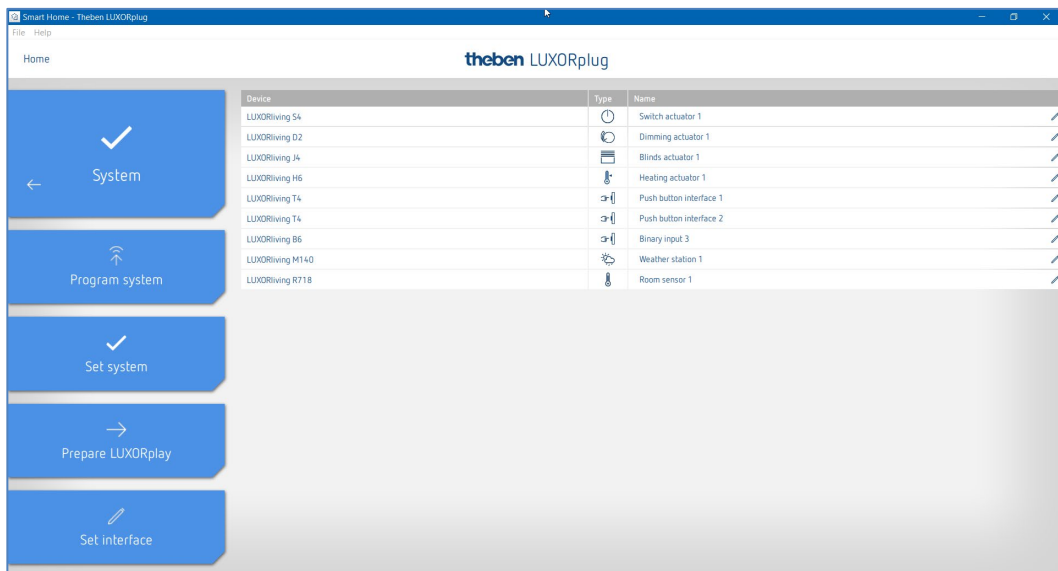 Smart Home - Theben LUXORplug
File Help
Home
theben LUXORplug
System
Program system
Set system
Prepare LUXORplay
Set interface
Device Type Name
LUXORliving S4 Switch actuator 1
LUXORliving D2 Dimming actuator 1
LUXORliving J4 Blinds actuator 1
LUXORliving H6 Heating actuator 1
LUXORliving T4 Push button interface 1
LUXORliving T4 Push button interface 2
LUXORliving B6 Binary input 3
LUXORliving M140 Weather station 1
LUXORliving R718 Room sensor 1